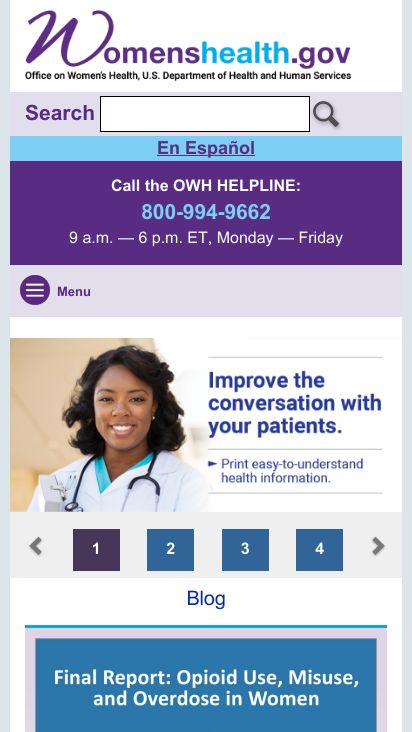 Womenshealth.gov
Office on Women's Health, U.S. Department of Health and Human Services
Search
En Español
Call the OWH HELPLINE:
800-994-9662
9 a.m. — 6 p.m. ET, Monday — Friday
Menu
Improve the
conversation with
your patients.
► Print easy-to-understand
health information.
1 2 3 4
Blog
Final Report: Opioid Use, Misuse,
and Overdose in Women